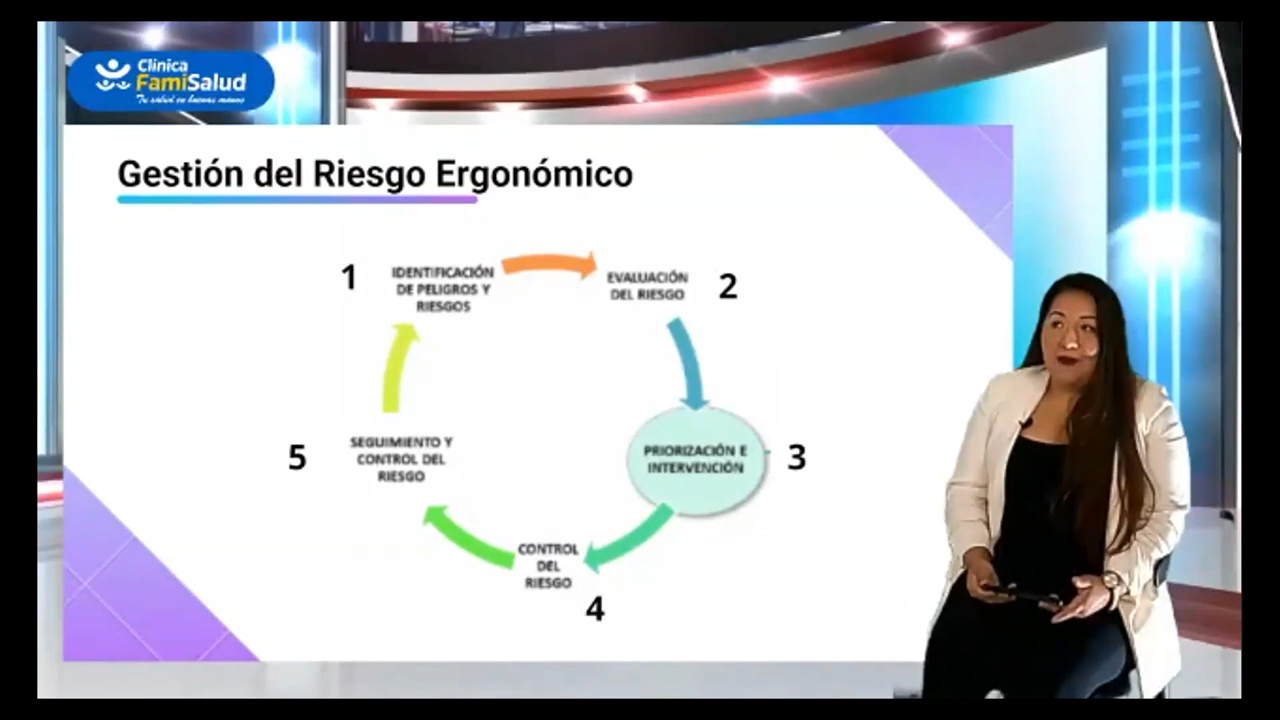 Clínica
FamiSalud
Tu salud en buenas manos
Gestión del Riesgo Ergonómico
1
IDENTIFICACIÓN
DE PELIGROS Y
RIESGOS
EVALUACIÓN
DEL RIESGO
2
PRIORIZACIÓN E
INTERVENCIÓN
3
CONTROL
DEL
RIESGO
4
5
SEGUIMIENTO Y
CONTROL DEL
RIESGO